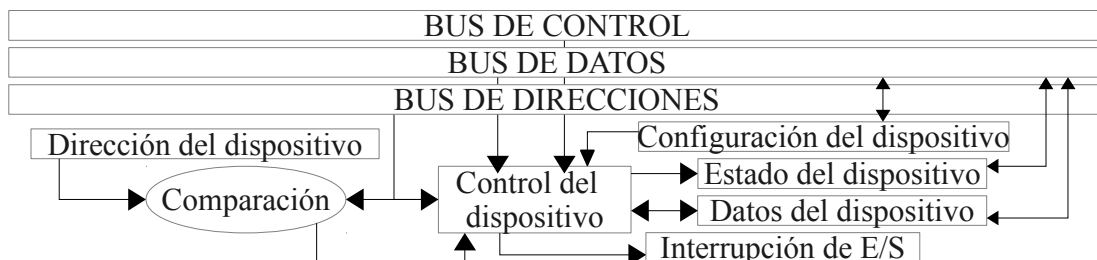 BUS DE CONTROL
BUS DE DATOS
BUS DE DIRECCIONES
Dirección del dispositivo
Configuración del dispositivo
Comparación
Control del
dispositivo
Estado del dispositivo
Datos del dispositivo
Interrupción de E/S